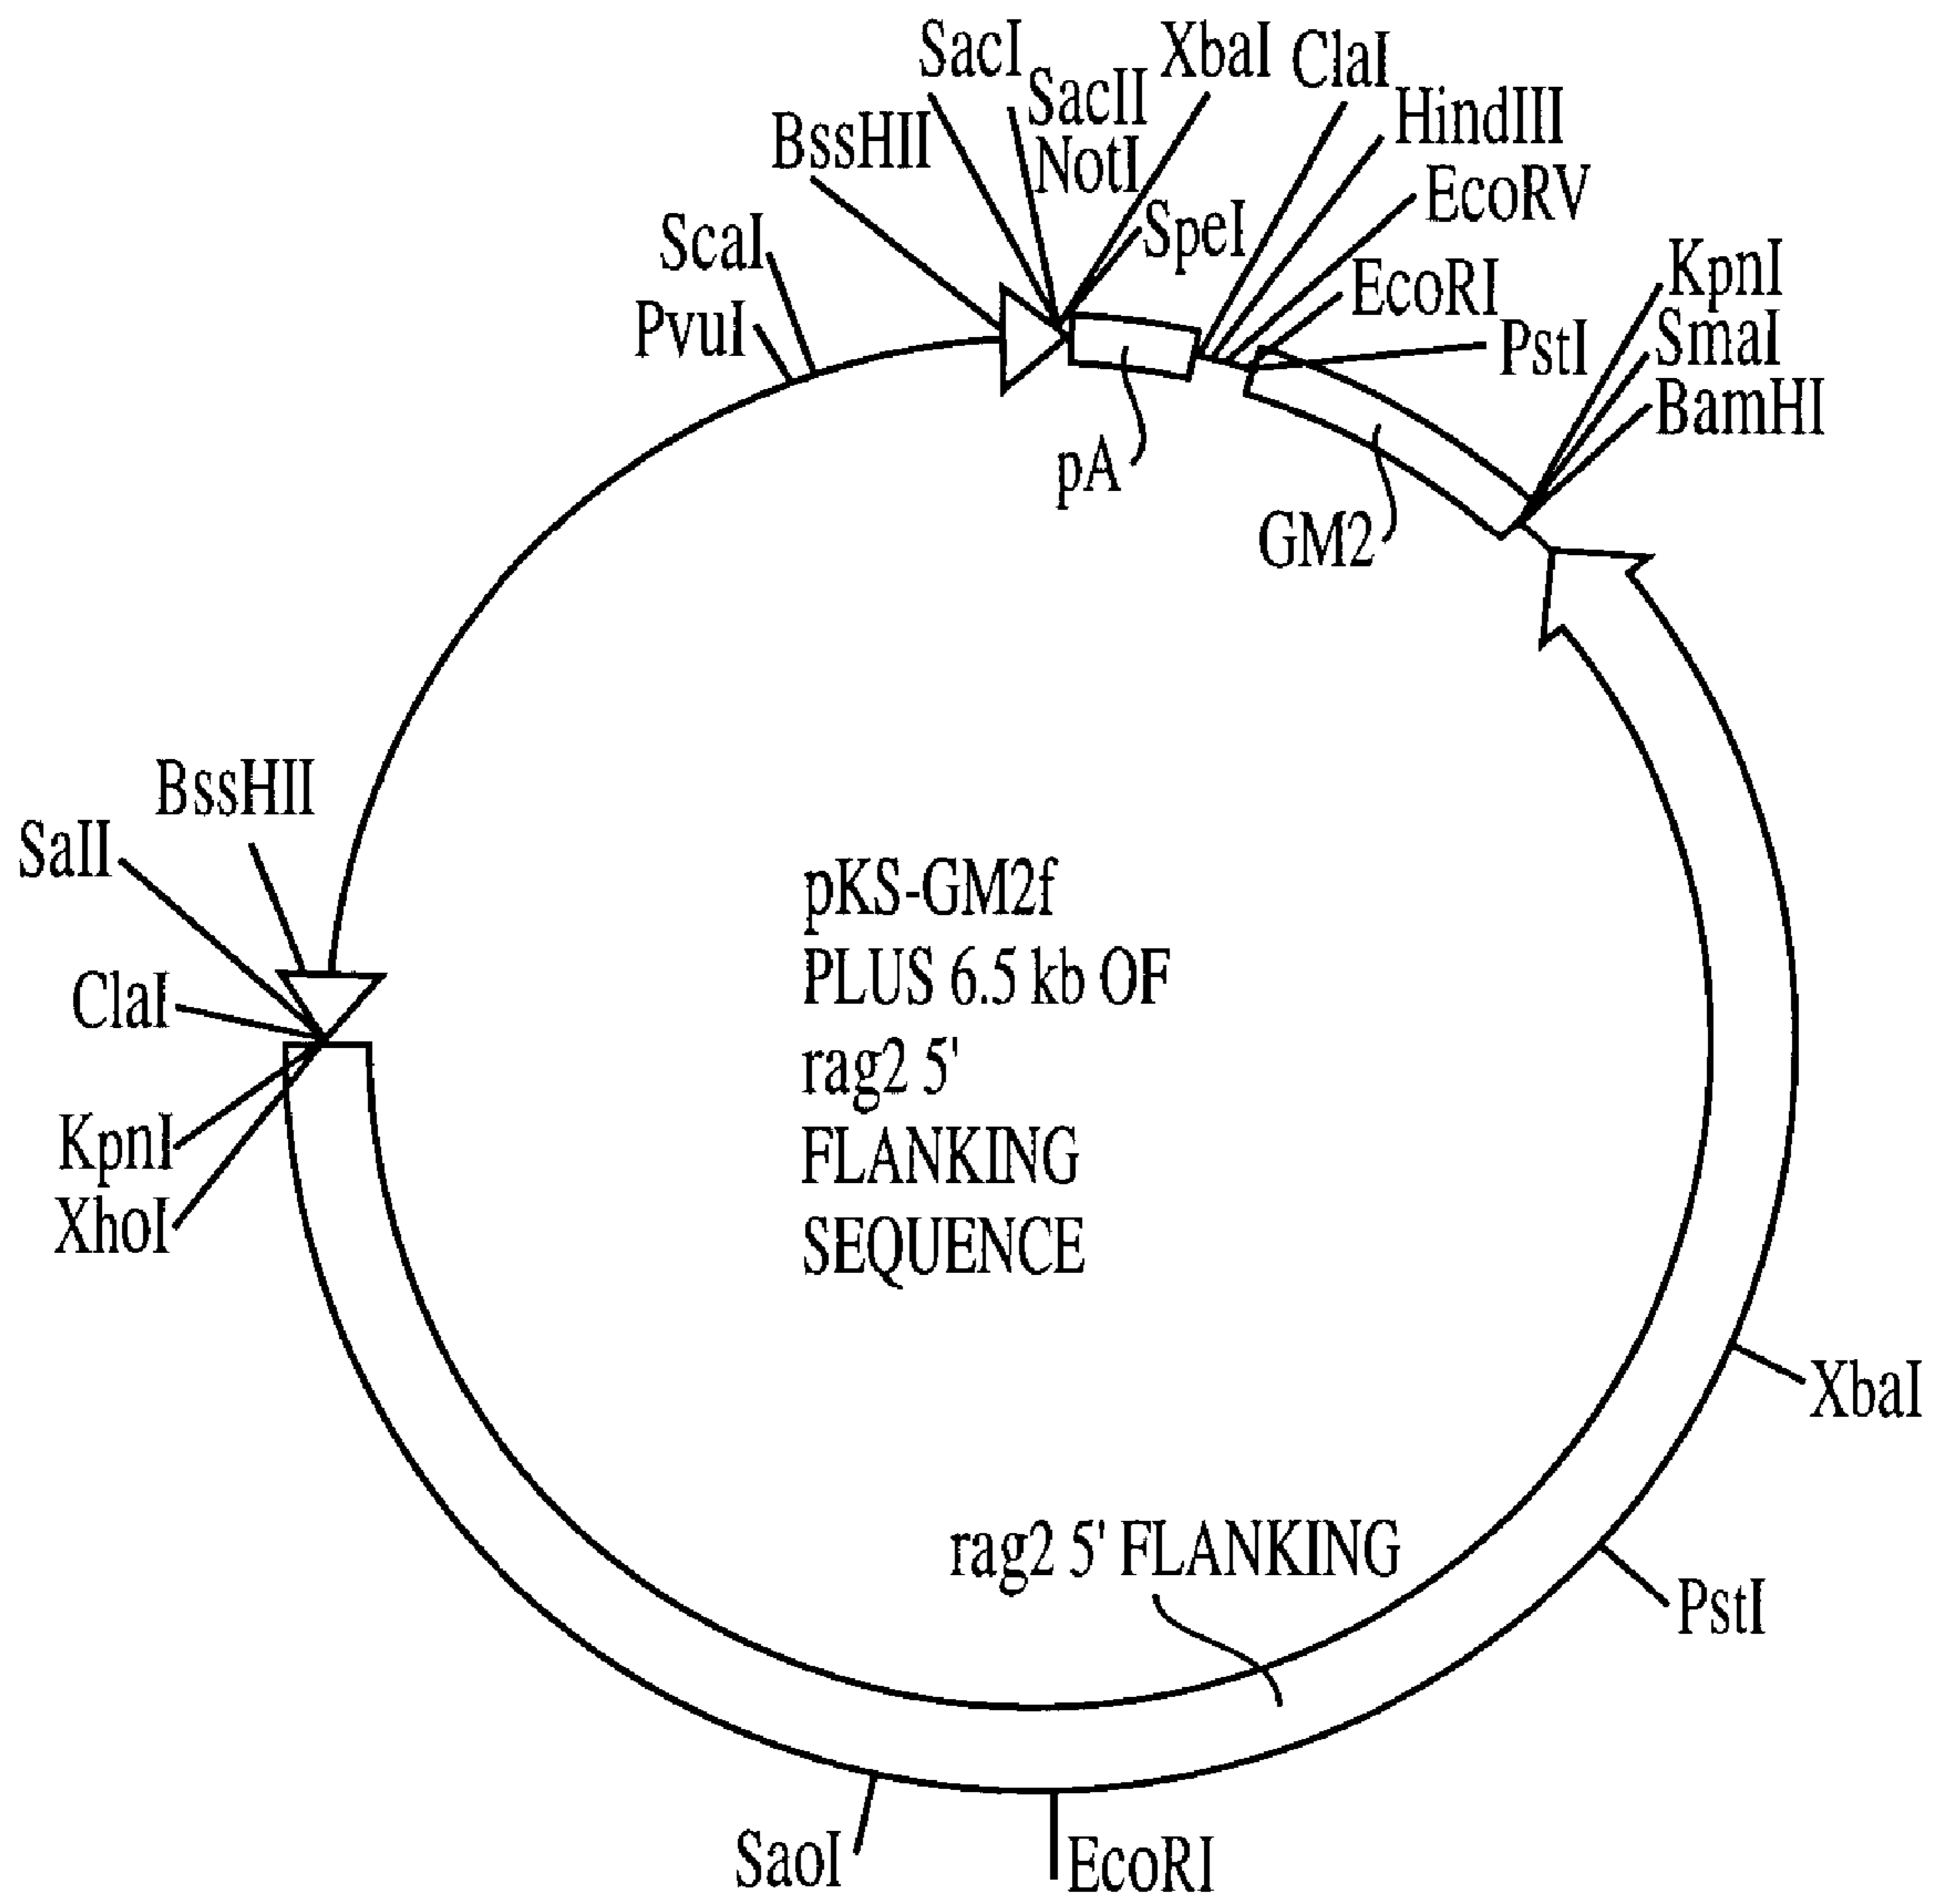 SacI
XbaI
ClaI
SacII
HindIII
BssHII
NotI
EcoRV
SpeI
ScaI
KpnI
EcoRI
PvuI
SmaI
PstI
BamHI
pA
GM2
BssHII
SalI
pKS-GM2f
PLUS 6.5 kb OF
rag2 5'
FLANKING
SEQUENCE
ClaI
KpnI
XhoI
XbaI
rag2 5' FLANKING
PstI
SaoI
EcoRI